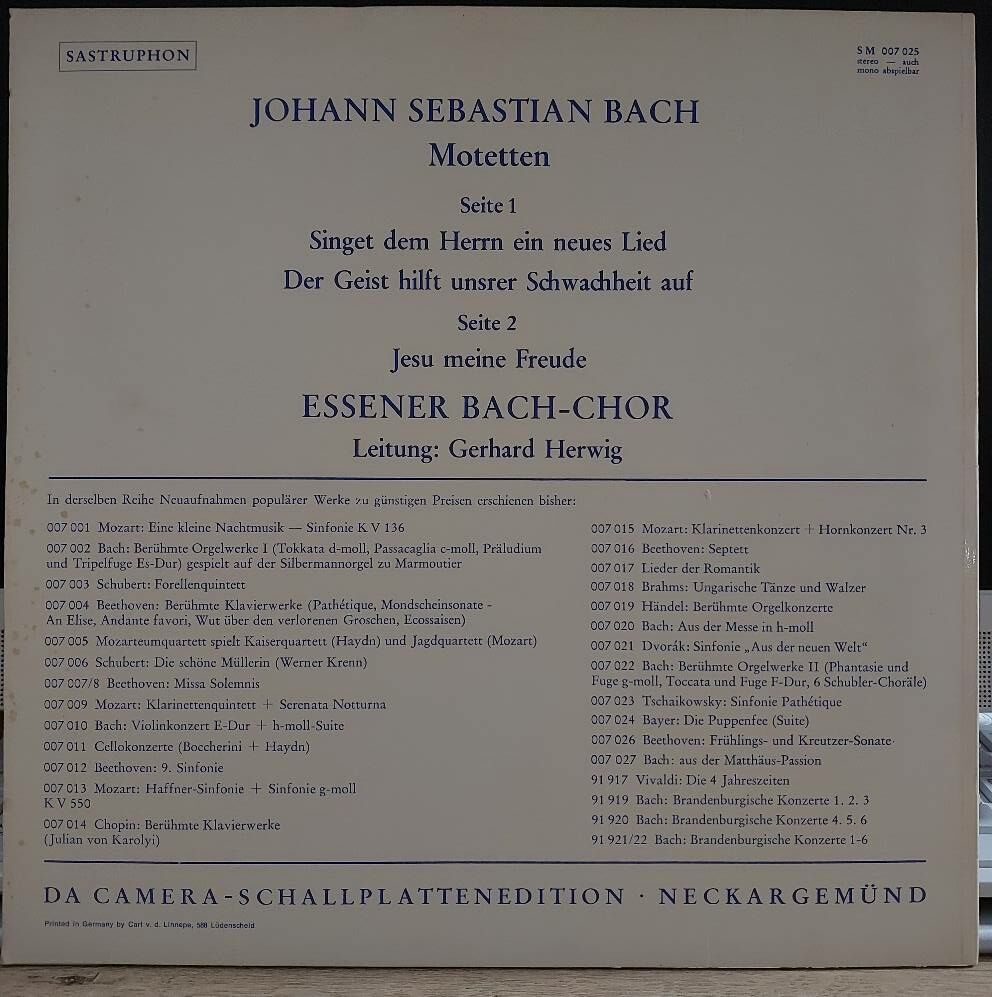 SASTRUPHON
SM 007 025
stereo — auch
mono abspielbar
JOHANN SEBASTIAN BACH
Motetten
Seite 1
Singet dem Herrn ein neues Lied
Der Geist hilft unsrer Schwachheit auf
Seite 2
Jesu meine Freude
ESSENER BACH-CHOR
Leitung: Gerhard Herwig
In derselben Reihe Neuaufnahmen populärer Werke zu günstigen Preisen erschienen bisher:
007 001 Mozart: Eine kleine Nachtmusik — Sinfonie K V 136
007 002 Bach: Berühmte Orgelwerke I (Tokkata d-moll, Passacaglia c-moll, Präludium
und Tripelfuge Es-Dur) gespielt auf der Silbermannorgel zu Marmoutier
007 003 Schubert: Forellenquintett
007 004 Beethoven: Berühmte Klavierwerke (Pathétique, Mondscheinsonate -
An Elise, Andante favori, Wut über den verlorenen Groschen, Ecossaisen)
007 005 Mozarteumquartett spielt Kaiserquartett (Haydn) und Jagdquartett (Mozart)
007 006 Schubert: Die schöne Müllerin (Werner Krenn)
007 007/8 Beethoven: Missa Solemnis
007 009 Mozart: Klarinettenquintett + Serenata Notturna
007 010 Bach: Violinkonzert E-Dur + h-moll-Suite
007 011 Cellokonzerte (Boccherini + Haydn)
007 012 Beethoven: 9. Sinfonie
007 013 Mozart: Haffner-Sinfonie + Sinfonie g-moll
K V 550
007 014 Chopin: Berühmte Klavierwerke
(Julian von Karolyi)
007 015 Mozart: Klarinettenkonzert + Hornkonzert Nr. 3
007 016 Beethoven: Septett
007 017 Lieder der Romantik
007 018 Brahms: Ungarische Tänze und Walzer
007 019 Händel: Berühmte Orgelkonzerte
007 020 Bach: Aus der Messe in h-moll
007 021 Dvorák: Sinfonie „Aus der neuen Welt“
007 022 Bach: Berühmte Orgelwerke II (Phantasie und
Fuge g-moll, Toccata und Fuge F-Dur, 6 Schubler-Choräle)
007 023 Tschaikowsky: Sinfonie Pathétique
007 024 Bayer: Die Puppenfee (Suite)
007 026 Beethoven: Frühlings- und Kreutzer-Sonate
007 027 Bach: aus der Matthäus-Passion
91 917 Vivaldi: Die 4 Jahreszeiten
91 919 Bach: Brandenburgische Konzerte 1. 2. 3
91 920 Bach: Brandenburgische Konzerte 4. 5. 6
91 921/22 Bach: Brandenburgische Konzerte 1-6
DA CAMERA-SCHALLPLATTENEDITION · NECKARGEMÜND
Printed in Germany by Carl v. d. Linnepe, 588 Lüdenscheid